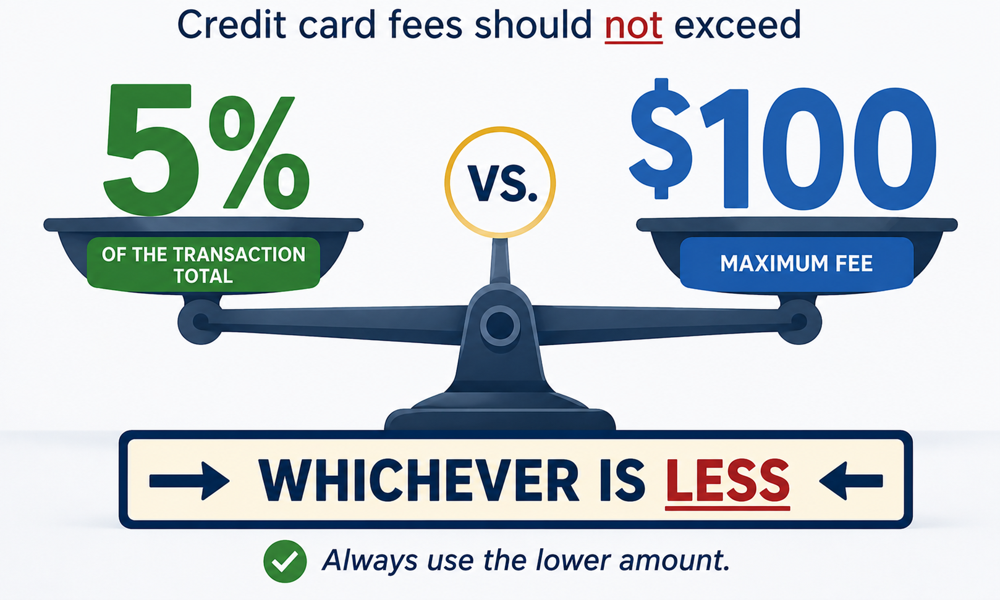 Credit card fees should not exceed
5%
VS.
$100
OF THE TRANSACTION
TOTAL
MAXIMUM FEE
WHICHEVER IS LESS
Always use the lower amount.